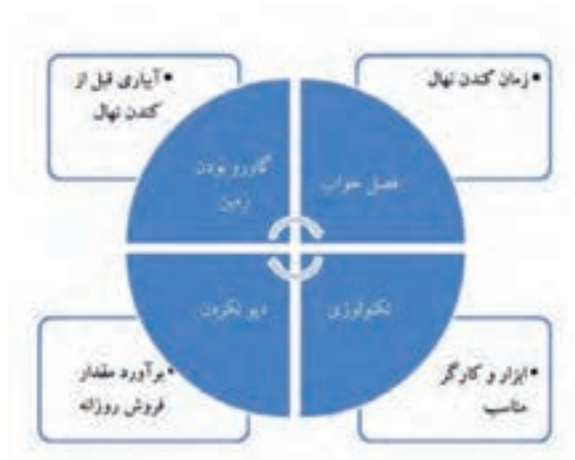 • زمان کندن نهال
فصل خواب
• آبیاری قبل از
کندن نهال
گاورو بودن
زمین
تکنولوژی
• ابزار و کارگر
مناسب
دپو نکردن
• برآورد مقدار
فروش روزانه